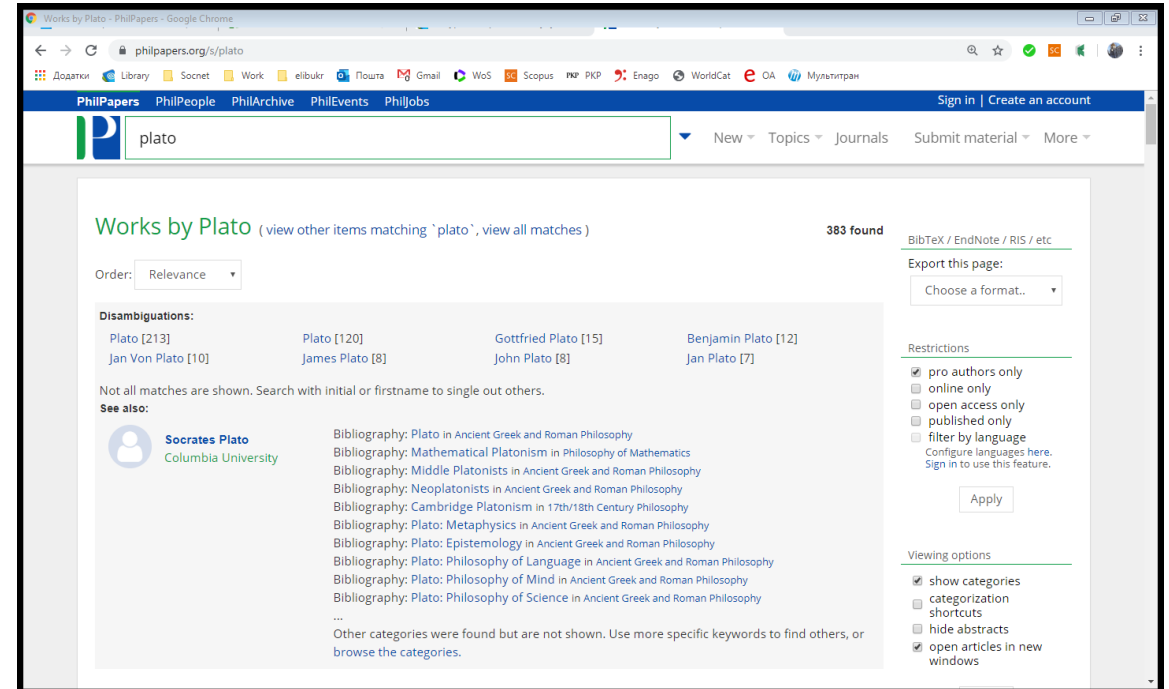 Works by Plato - PhilPapers - Google Chrome
philpapers.org/s/plato
Додатки Library Socnet Work elibukr Пошта Gmail WoS SC Scopus PKP PKP Enago WorldCat OA Мультитран
PhilPapers PhilPeople PhilArchive PhilEvents PhilJobs Sign in | Create an account
plato New Topics Journals Submit material More
Works by Plato ( view other items matching `plato`, view all matches ) 383 found
Order: Relevance
Disambiguations:
Plato [213] Plato [120] Gottfried Plato [15] Benjamin Plato [12]
Jan Von Plato [10] James Plato [8] John Plato [8] Jan Plato [7]
Not all matches are shown. Search with initial or firstname to single out others.
See also:
Socrates Plato
Columbia University
Bibliography: Plato in Ancient Greek and Roman Philosophy
Bibliography: Mathematical Platonism in Philosophy of Mathematics
Bibliography: Middle Platonists in Ancient Greek and Roman Philosophy
Bibliography: Neoplatonists in Ancient Greek and Roman Philosophy
Bibliography: Cambridge Platonism in 17th/18th Century Philosophy
Bibliography: Plato: Metaphysics in Ancient Greek and Roman Philosophy
Bibliography: Plato: Epistemology in Ancient Greek and Roman Philosophy
Bibliography: Plato: Philosophy of Language in Ancient Greek and Roman Philosophy
Bibliography: Plato: Philosophy of Mind in Ancient Greek and Roman Philosophy
Bibliography: Plato: Philosophy of Science in Ancient Greek and Roman Philosophy
...
Other categories were found but are not shown. Use more specific keywords to find others, or
browse the categories.
BibTeX / EndNote / RIS / etc
Export this page:
Choose a format..
Restrictions
pro authors only
online only
open access only
published only
filter by language
Configure languages here.
Sign in to use this feature.
Apply
Viewing options
show categories
categorization
shortcuts
hide abstracts
open articles in new
windows